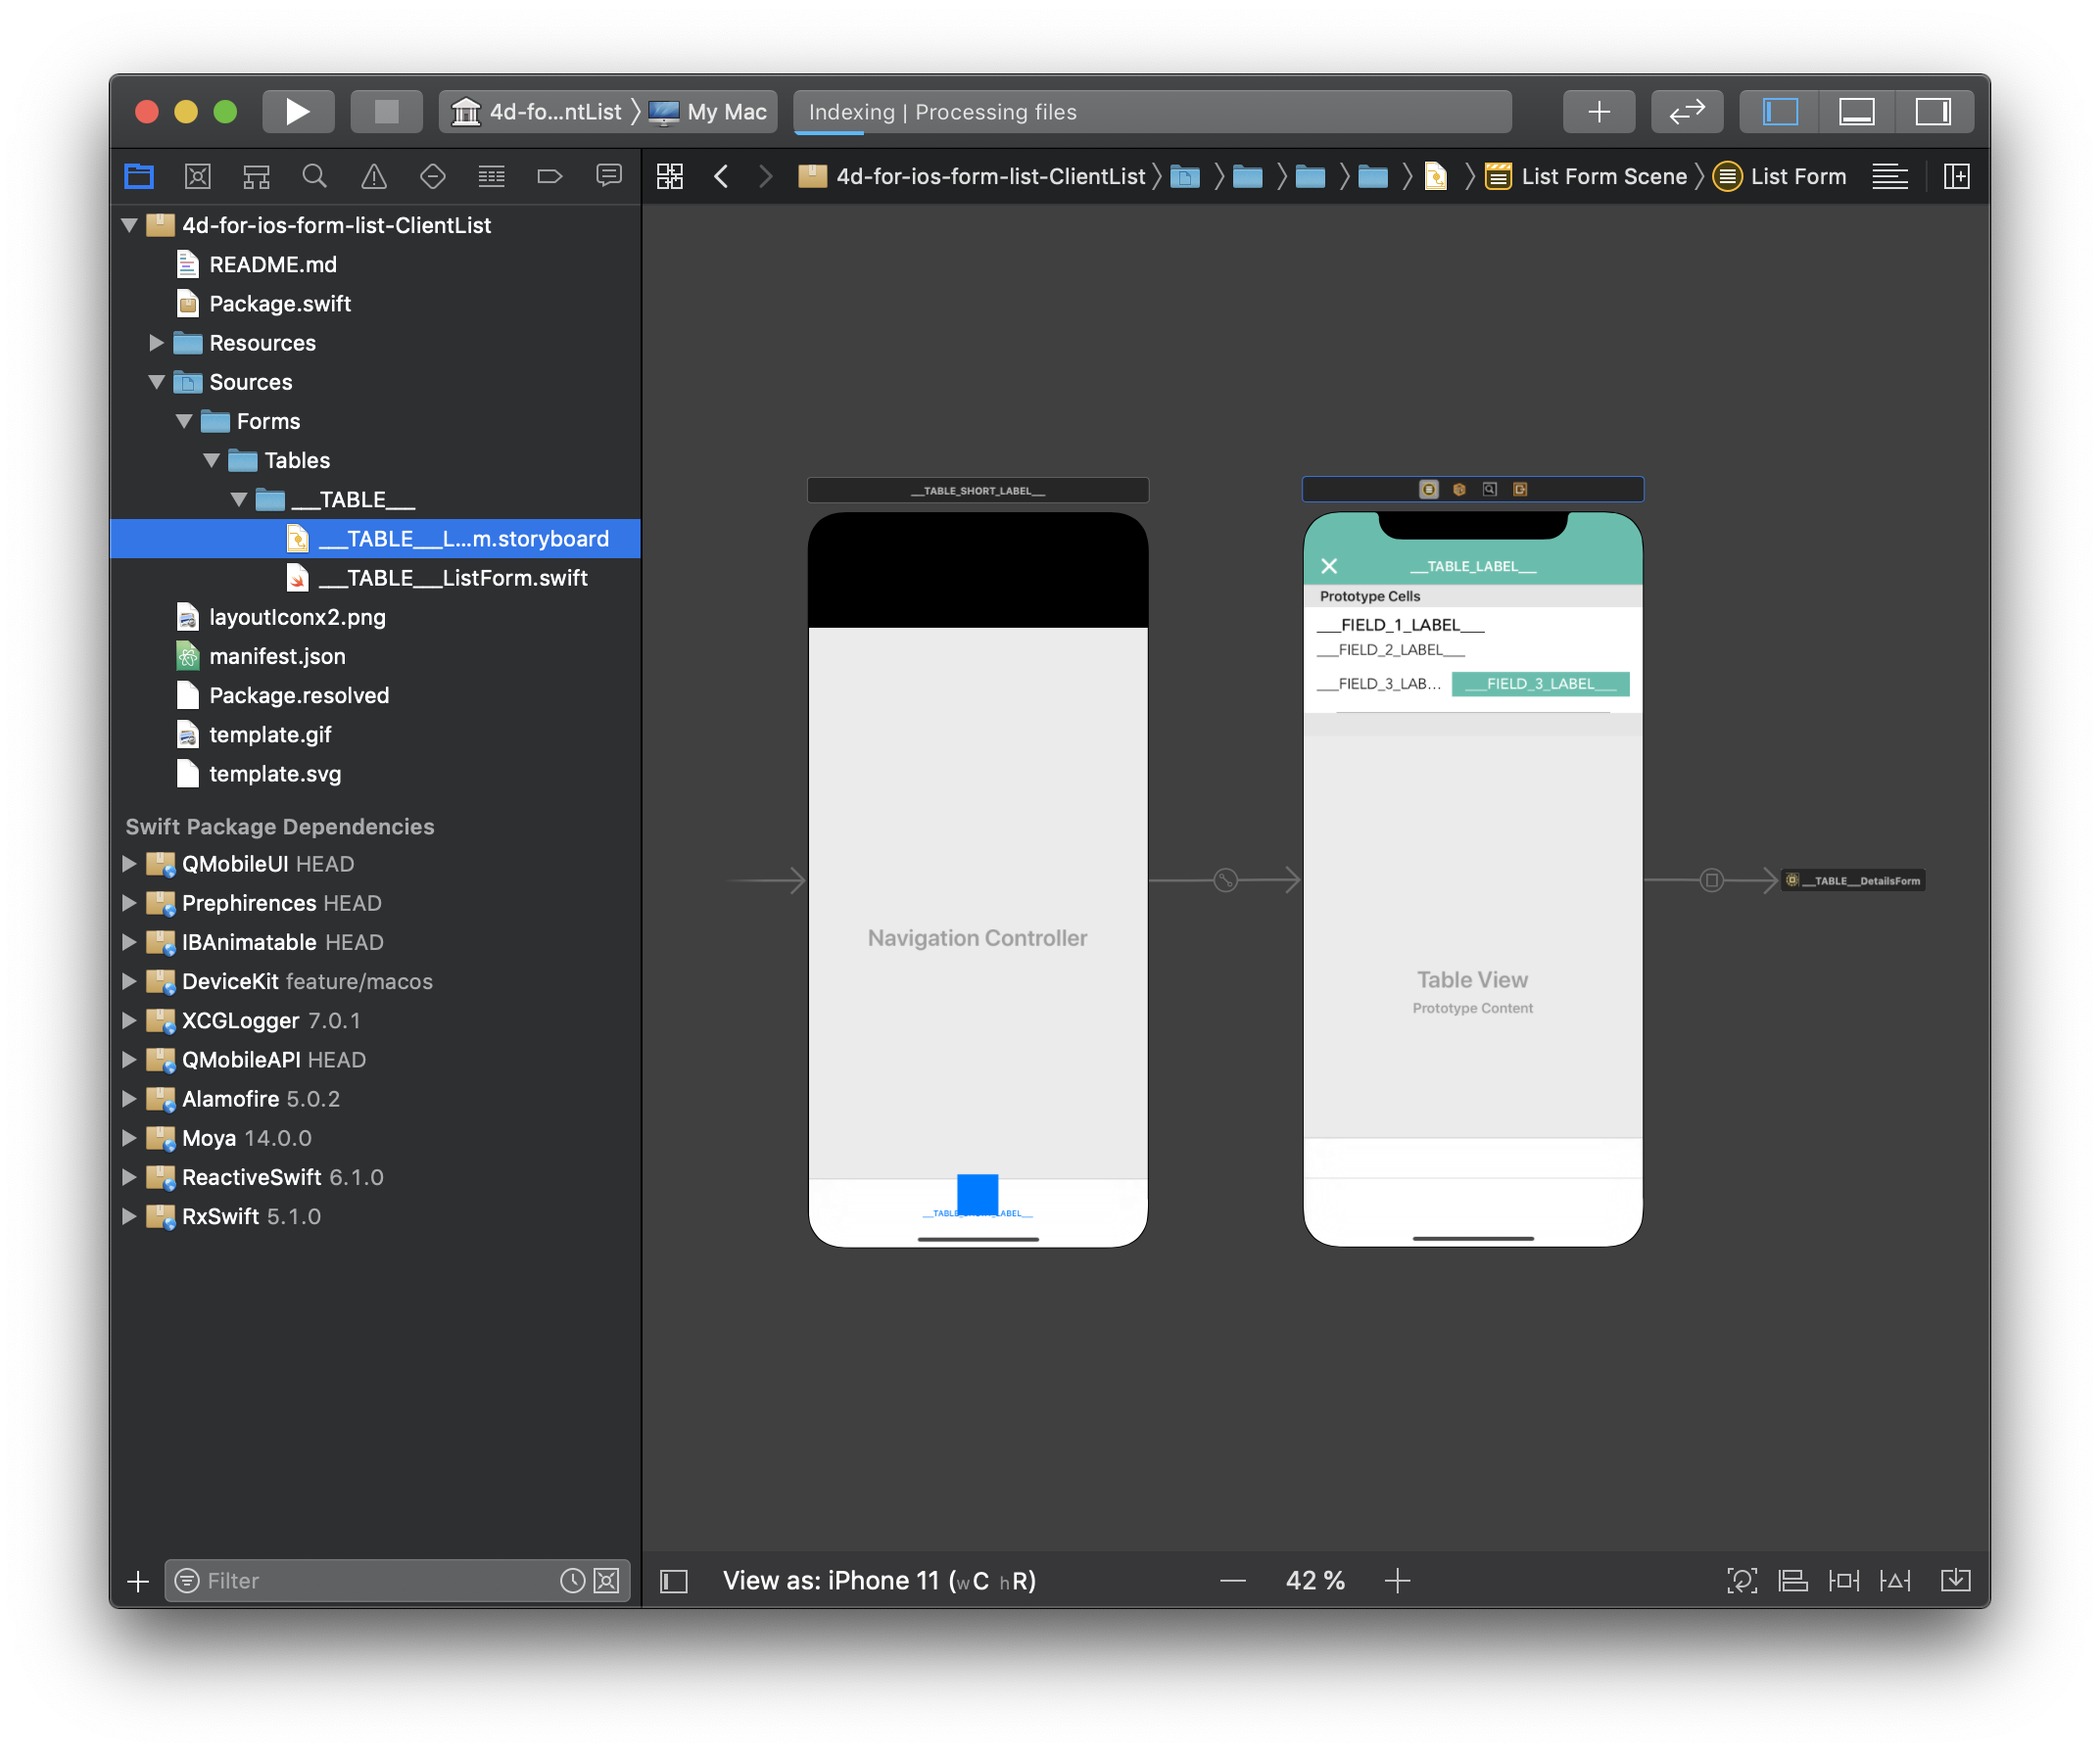 4d-fo...ntList 〉 My Mac
Indexing | Processing files
4d-for-ios-form-list-ClientList 〉 〉 〉 〉 〉 〉 List Form Scene 〉 List Form
4d-for-ios-form-list-ClientList
README.md
Package.swift
Resources
Sources
Forms
Tables
___TABLE___
___TABLE___L...m.storyboard
___TABLE___ListForm.swift
layoutIconx2.png
manifest.json
Package.resolved
template.gif
template.svg
Swift Package Dependencies
QMobileUI HEAD
Prephirences HEAD
IBAnimatable HEAD
DeviceKit feature/macos
XCGLogger 7.0.1
QMobileAPI HEAD
Alamofire 5.0.2
Moya 14.0.0
ReactiveSwift 6.1.0
RxSwift 5.1.0
Filter
___TABLE_SHORT_LABEL___
Navigation Controller
___TABLE_LABEL___
Prototype Cells
___FIELD_1_LABEL___
___FIELD_2_LABEL___
___FIELD_3_LAB... ___FIELD_3_LABEL___
Table View
Prototype Content
___TABLE___DetailsForm
View as: iPhone 11 (wC hR)
42 %